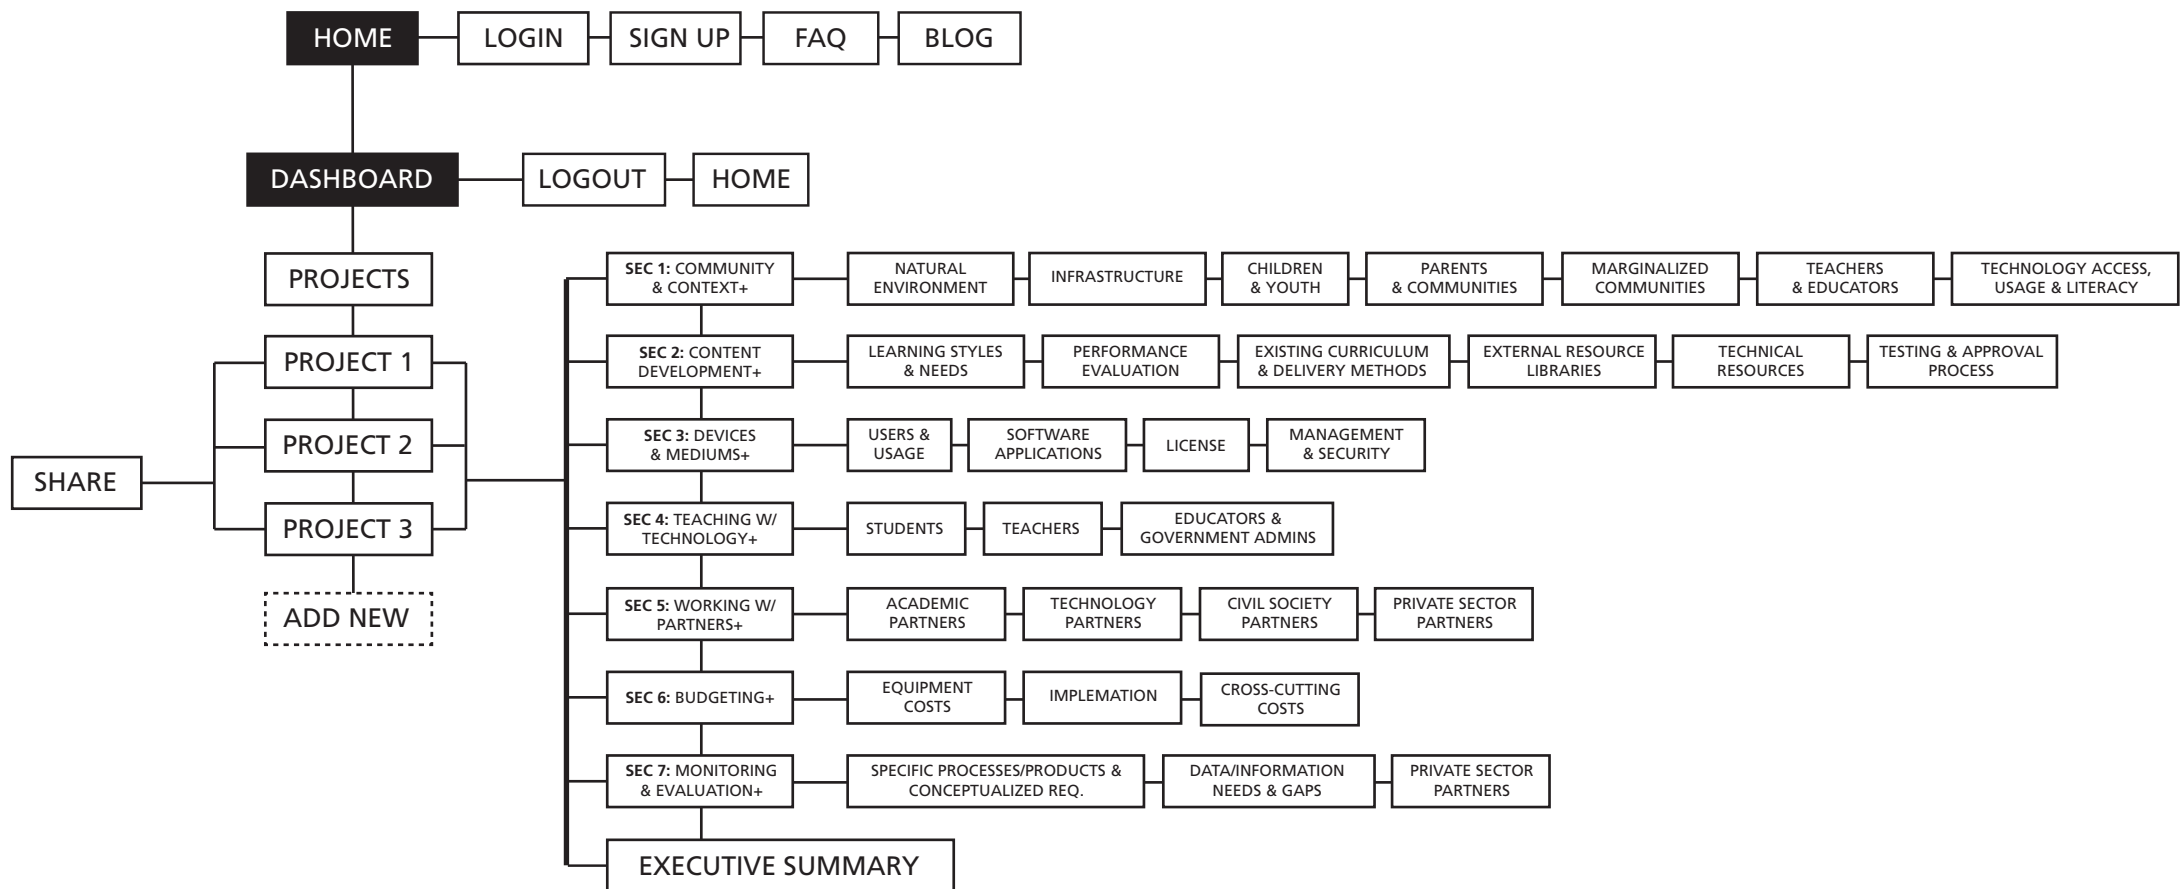 HOME
LOGIN
SIGN UP
FAQ
BLOG
DASHBOARD
LOGOUT
HOME
PROJECTS
PROJECT 1
PROJECT 2
PROJECT 3
ADD NEW
SHARE
SEC 1: COMMUNITY
& CONTEXT+
NATURAL
ENVIRONMENT
INFRASTRUCTURE
CHILDREN
& YOUTH
PARENTS
& COMMUNITIES
MARGINALIZED
COMMUNITIES
TEACHERS
& EDUCATORS
TECHNOLOGY ACCESS,
USAGE & LITERACY
SEC 2: CONTENT
DEVELOPMENT+
LEARNING STYLES
& NEEDS
PERFORMANCE
EVALUATION
EXISTING CURRICULUM
& DELIVERY METHODS
EXTERNAL RESOURCE
LIBRARIES
TECHNICAL
RESOURCES
TESTING & APPROVAL
PROCESS
SEC 3: DEVICES
& MEDIUMS+
USERS &
USAGE
SOFTWARE
APPLICATIONS
LICENSE
MANAGEMENT
& SECURITY
SEC 4: TEACHING W/
TECHNOLOGY+
STUDENTS
TEACHERS
EDUCATORS &
GOVERNMENT ADMINS
SEC 5: WORKING W/
PARTNERS+
ACADEMIC
PARTNERS
TECHNOLOGY
PARTNERS
CIVIL SOCIETY
PARTNERS
PRIVATE SECTOR
PARTNERS
SEC 6: BUDGETING+
EQUIPMENT
COSTS
IMPLEMATION
CROSS-CUTTING
COSTS
SEC 7: MONITORING
& EVALUATION+
SPECIFIC PROCESSES/PRODUCTS &
CONCEPTUALIZED REQ.
DATA/INFORMATION
NEEDS & GAPS
PRIVATE SECTOR
PARTNERS
EXECUTIVE SUMMARY